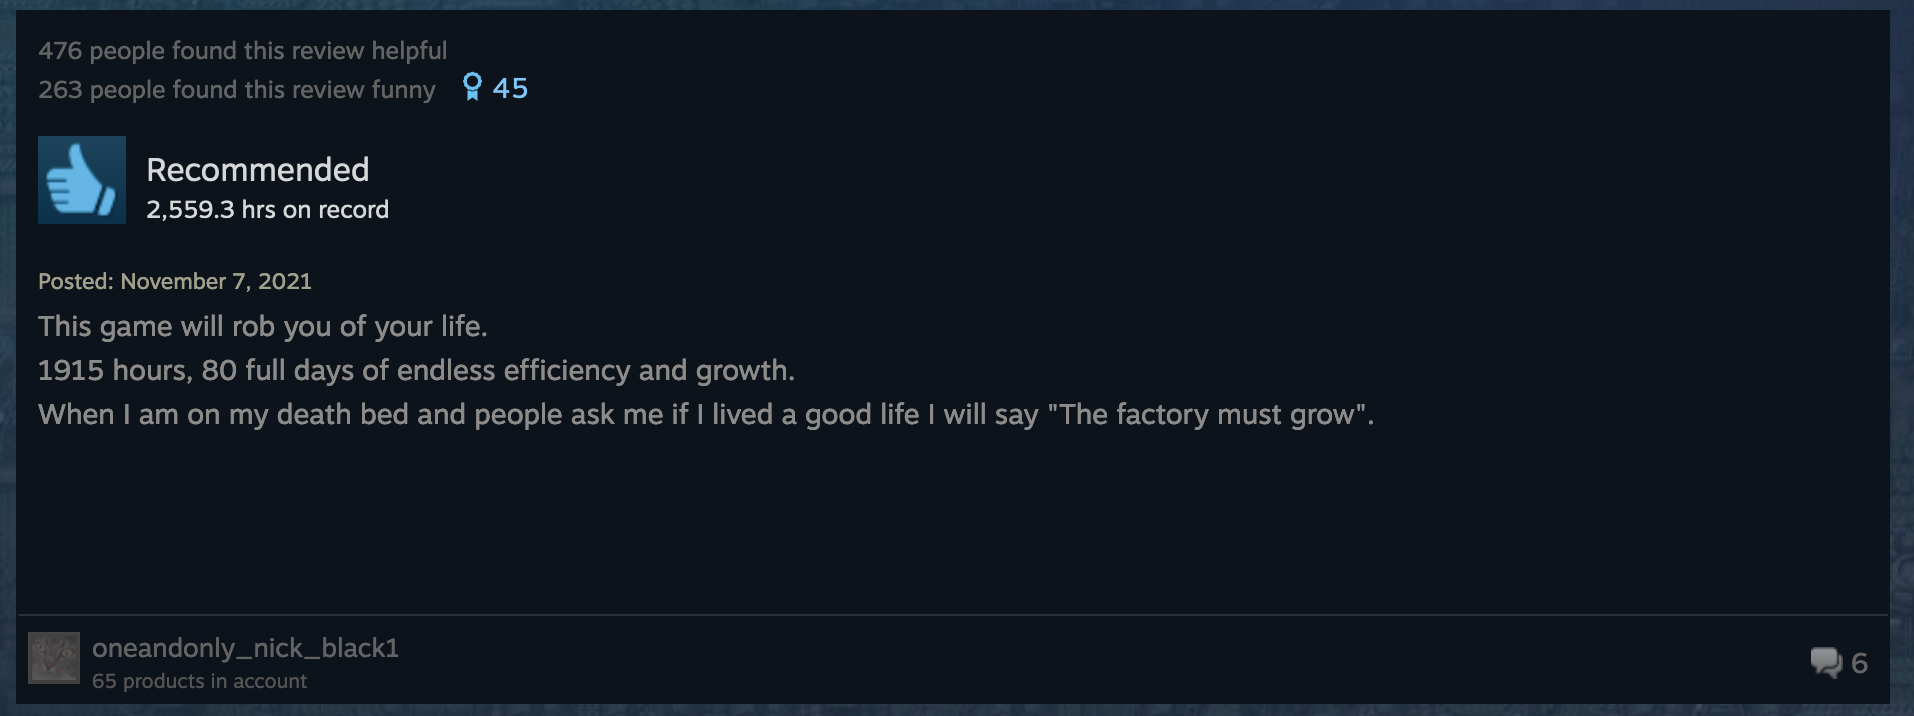 476 people found this review helpful
263 people found this review funny 45
Recommended
2,559.3 hrs on record
Posted: November 7, 2021
This game will rob you of your life.
1915 hours, 80 full days of endless efficiency and growth.
When I am on my death bed and people ask me if I lived a good life I will say "The factory must grow".
oneandonly_nick_black1
65 products in account
6